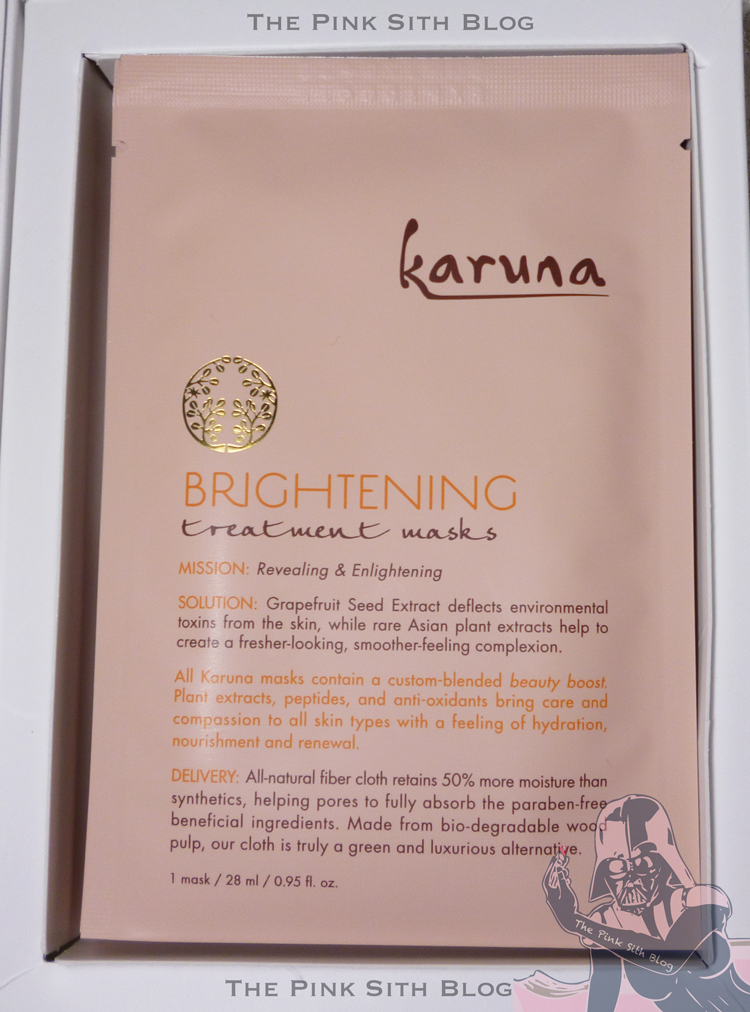 The Pink Sith Blog
karuna
BRIGHTENING
treatment masks
MISSION: Revealing & Enlightening
SOLUTION: Grapefruit Seed Extract deflects environmental
toxins from the skin, while rare Asian plant extracts help to
create a fresher-looking, smoother-feeling complexion.
All Karuna masks contain a custom-blended beauty boost.
Plant extracts, peptides, and anti-oxidants bring care and
compassion to all skin types with a feeling of hydration,
nourishment and renewal.
DELIVERY: All-natural fiber cloth retains 50% more moisture than
synthetics, helping pores to fully absorb the paraben-free
beneficial ingredients. Made from bio-degradable wood
pulp, our cloth is truly a green and luxurious alternative.
1 mask / 28 ml / 0.95 fl. oz.
The Pink Sith Blog
The Pink Sith Blog